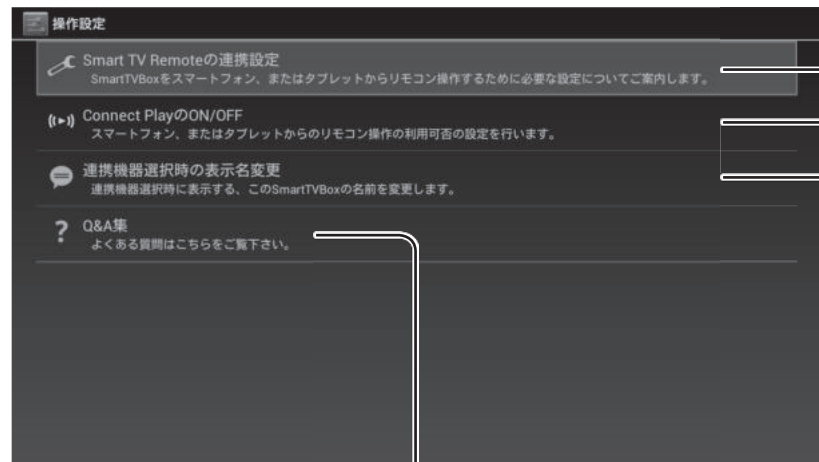 操作設定
Smart TV Remoteの連携設定
SmartTVBoxをスマートフォン、またはタブレットからリモコン操作するために必要な設定についてご案内します。
Connect PlayのON/OFF
スマートフォン、またはタブレットからのリモコン操作の利用可否の設定を行います。
連携機器選択時の表示名変更
連携機器選択時に表示する、このSmartTVBoxの名前を変更します。
? Q&A集
よくある質問はこちらをご覧下さい。